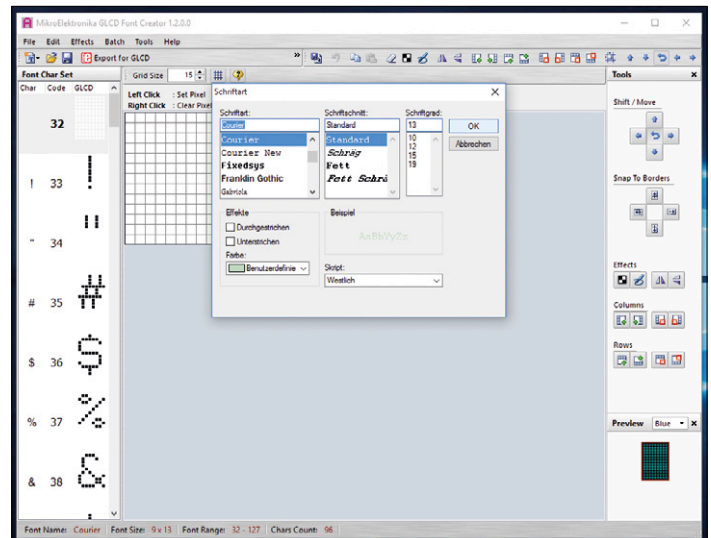 MikroElektronika GLCD Font Creator 1.2.0.0
File Edit Effects Batch Tools Help
Export for GLCD »
Font Char Set
Grid Size 15
Tools x
Char Code GLCD
Left Click : Set Pixel
Right Click : Clear Pixel
32
! 33 !
" 34 "
# 35 #
$ 36 $
% 37 %
& 38 &
Schriftart X
Schriftart: Schriftschnitt: Schriftgrad:
Courier Standard 13 OK
Courier Standard 10 Abbrechen
Courier New Schräg 12
Fixedsys Fett 15
Franklin Gothic Fett Schrä 19
Gabriola
Effekte Beispiel
Durchgestrichen
Unterstrichen AaBbYyZz
Farbe:
Benutzerdefinie
Skript:
Westlich
Shift / Move
Snap To Borders
Effects
Columns
Rows
Preview Blue x
Font Name: Courier Font Size: 9 x 13 Font Range: 32 - 127 Chars Count: 96